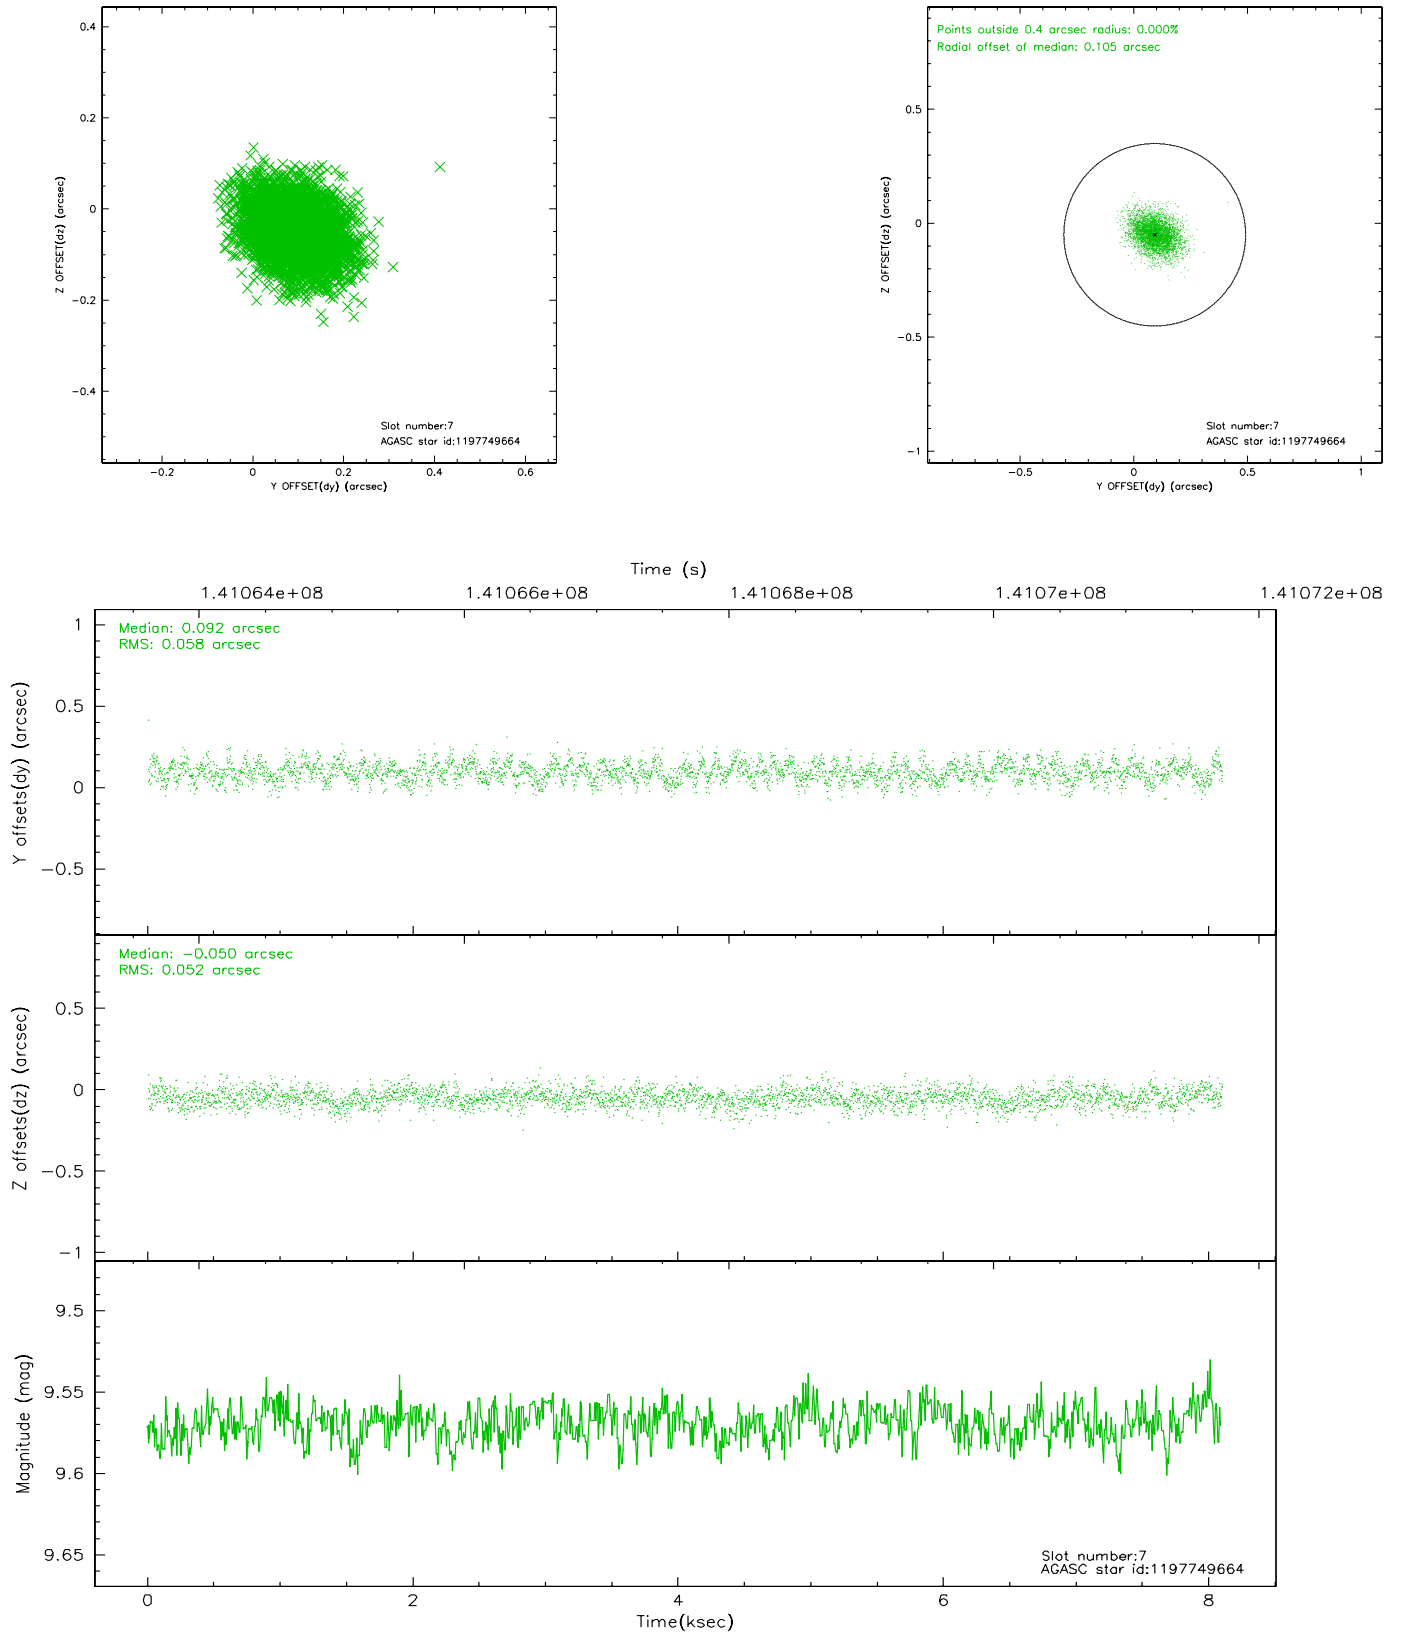 0.4
0.2
0
-0.2
-0.4
Z OFFSET(dz) (arcsec)
Slot number:7
AGASC star id:1197749664
-0.2 0 0.2 0.4 0.6
Y OFFSET(dy) (arcsec)
Points outside 0.4 arcsec radius: 0.000%
Radial offset of median: 0.105 arcsec
0.5
0
-0.5
-1
Z OFFSET(dz) (arcsec)
Slot number:7
AGASC star id:1197749664
-0.5 0 0.5 1
Y OFFSET(dy) (arcsec)
Time (s)
1.41064e+08 1.41066e+08 1.41068e+08 1.4107e+08 1.41072e+08
Median: 0.092 arcsec
RMS: 0.058 arcsec
1
0.5
0
-0.5
Y offsets(dy) (arcsec)
Median: -0.050 arcsec
RMS: 0.052 arcsec
0.5
0
-0.5
-1
Z offsets(dz) (arcsec)
9.5
9.55
9.6
9.65
Magnitude (mag)
Slot number:7
AGASC star id:1197749664
0 2 4 6 8
Time(ksec)